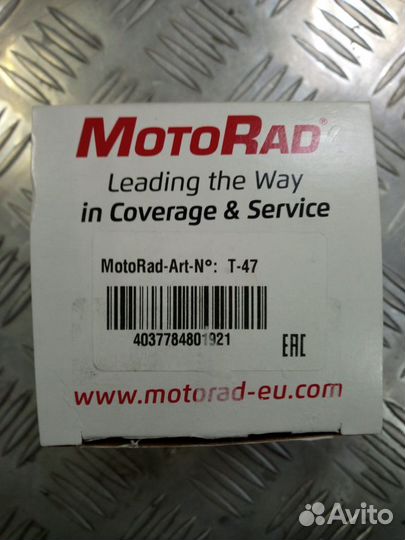 MOTORAD®
Leading the Way
in Coverage & Service
MotoRad-Art-N°: T-47
4037784801921
EAC
www.motorad-eu.com
Avito